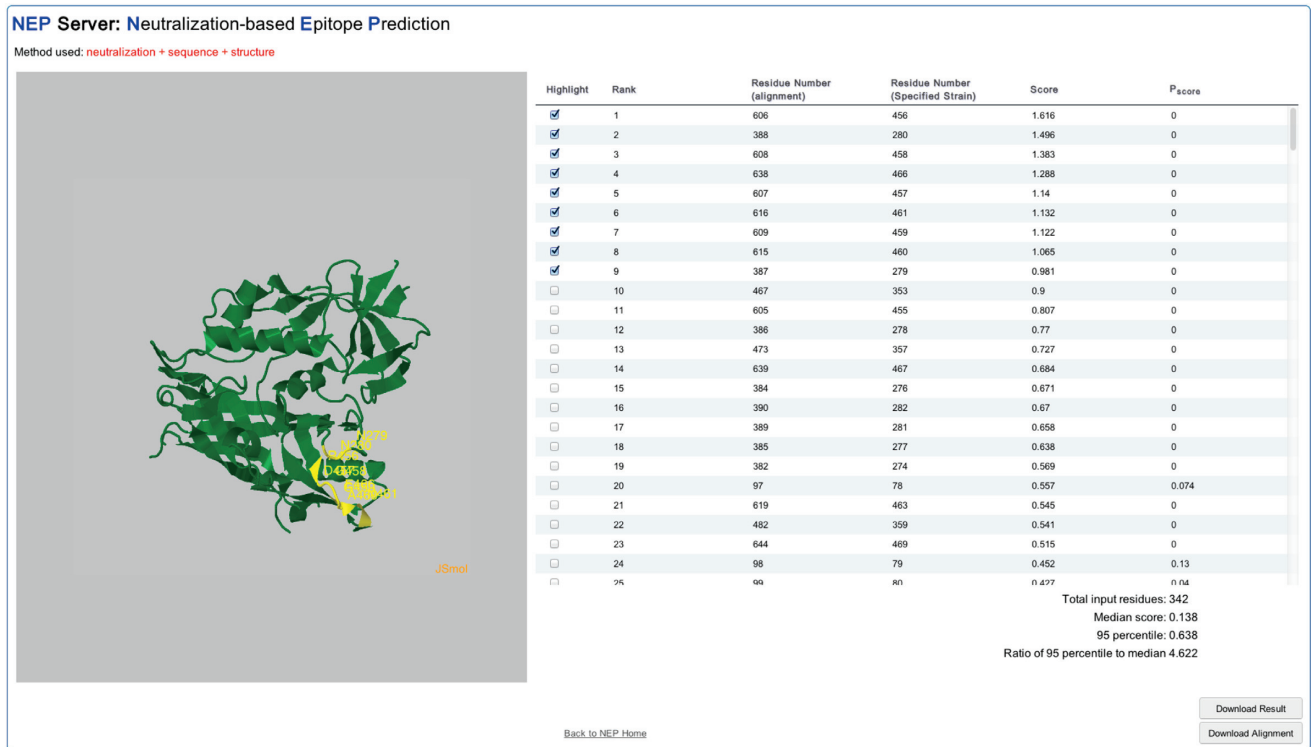 NEP Server: Neutralization-based Epitope Prediction
Method used: neutralization + sequence + structure
Highlight Rank Residue Number (alignment) Residue Number (Specified Strain) Score Pscore
1 606 456 1.616 0
2 388 280 1.496 0
3 608 458 1.383 0
4 638 466 1.288 0
5 607 457 1.14 0
6 616 461 1.132 0
7 609 459 1.122 0
8 615 460 1.065 0
9 387 279 0.981 0
10 467 353 0.9 0
11 605 455 0.807 0
12 386 278 0.77 0
13 473 357 0.727 0
14 639 467 0.684 0
15 384 276 0.671 0
16 390 282 0.67 0
17 389 281 0.658 0
18 385 277 0.638 0
19 382 274 0.569 0
20 97 78 0.557 0.074
21 619 463 0.545 0
22 482 359 0.541 0
23 644 469 0.515 0
24 98 79 0.452 0.13
25 99 80 0.427 0.04
N279
JSmol
Total input residues: 342
Median score: 0.138
95 percentile: 0.638
Ratio of 95 percentile to median 4.622
Download Result
Back to NEP Home
Download Alignment